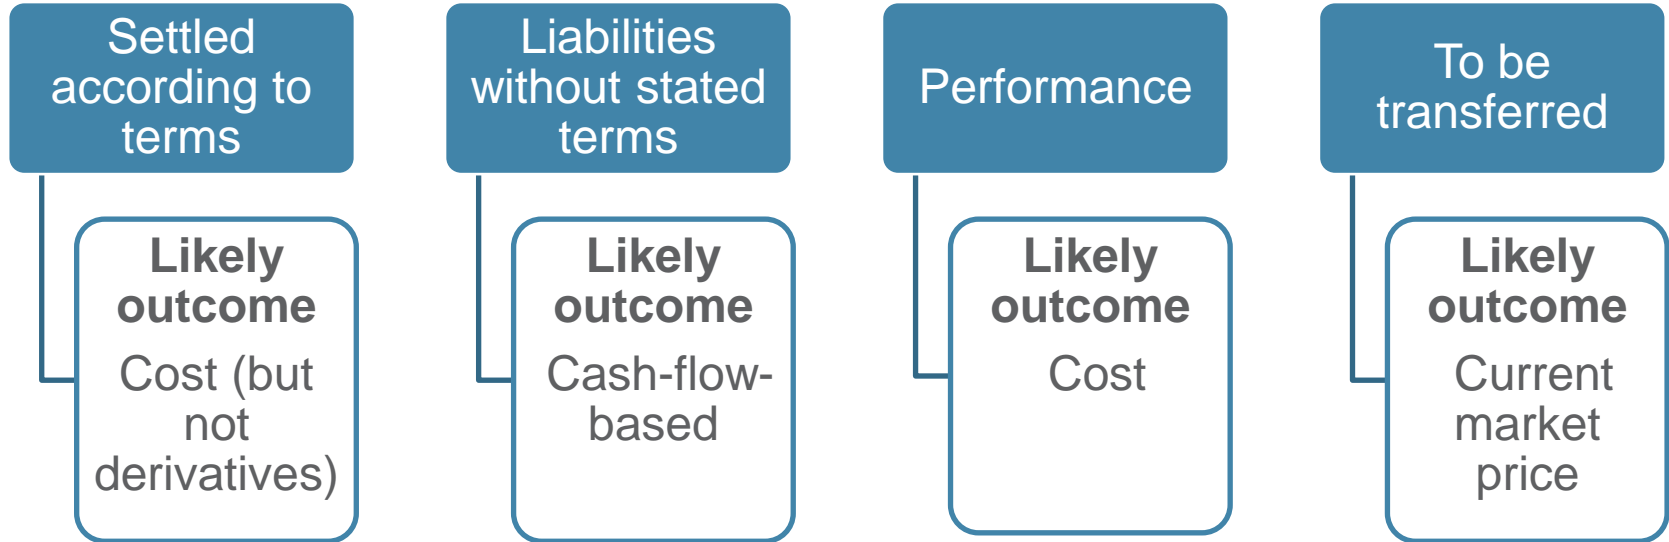 Settled
according to
terms
Likely
outcome
Cost (but
not
derivatives)
Liabilities
without stated
terms
Likely
outcome
Cash-flow-
based
Performance
Likely
outcome
Cost
To be
transferred
Likely
outcome
Current
market
price